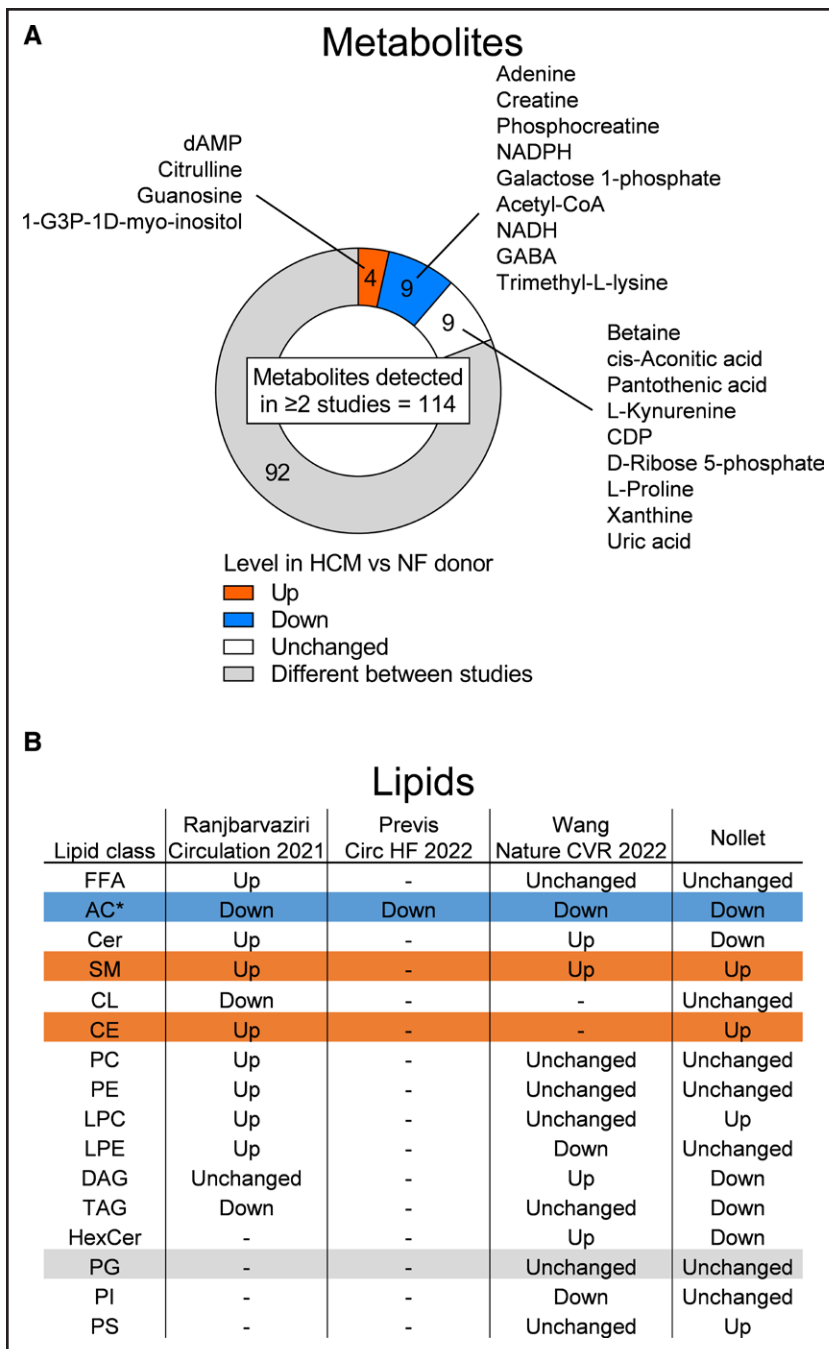 A
Metabolites
dAMP
Citrulline
Guanosine
1-G3P-1D-myo-inositol
Adenine
Creatine
Phosphocreatine
NADPH
Galactose 1-phosphate
Acetyl-CoA
NADH
GABA
Trimethyl-L-lysine
4
9
9
92
Metabolites detected
in ≥2 studies = 114
Betaine
cis-Aconitic acid
Pantothenic acid
L-Kynurenine
CDP
D-Ribose 5-phosphate
L-Proline
Xanthine
Uric acid
Level in HCM vs NF donor
Up
Down
Unchanged
Different between studies
B
Lipids
Lipid class | Ranjbarvaziri Circulation 2021 | Previs Circ HF 2022 | Wang Nature CVR 2022 | Nollet
FFA Up - Unchanged Unchanged
AC* Down Down Down Down
Cer Up - Up Down
SM Up - Up Up
CL Down - - Unchanged
CE Up - - Up
PC Up - Unchanged Unchanged
PE Up - Unchanged Unchanged
LPC Up - Unchanged Up
LPE Up - Down Unchanged
DAG Unchanged - Up Down
TAG Down - Unchanged Down
HexCer - - Up Down
PG - - Unchanged Unchanged
PI - - Down Unchanged
PS - - Unchanged Up